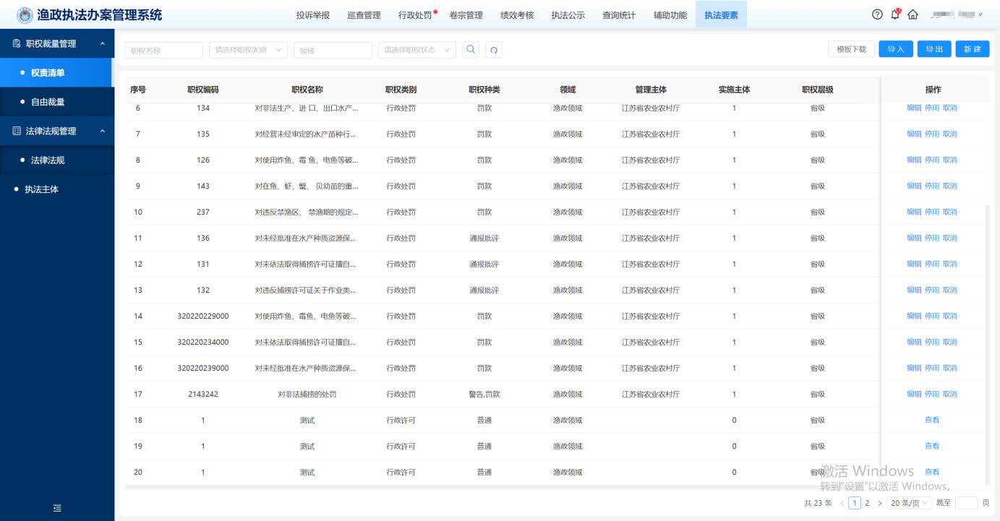 渔政执法办案管理系统
投诉举报 巡查管理 行政处罚 卷宗管理 绩效考核 执法公示 查询统计 辅助功能 执法要素
职权裁量管理
权责清单
自由裁量
法律法规管理
法律法规
执法主体
职权名称 请选择职权类别 领域 请选择职权状态 模板下载 导入 导出 新建
序号 职权编码 职权名称 职权类别 职权种类 领域 管理主体 实施主体 职权层级 操作
6 134 对非法生产、进 口、出口水产... 行政处罚 罚款 渔政领域 江苏省农业农村厅 1 省级 编辑 停用 取消
7 135 对经营未经审定的水产苗种行... 行政处罚 罚款 渔政领域 江苏省农业农村厅 1 省级 编辑 停用 取消
8 126 对使用炸鱼、毒 鱼、电鱼等破... 行政处罚 罚款 渔政领域 江苏省农业农村厅 1 省级 编辑 停用 取消
9 143 对在鱼、虾、蟹、 贝幼苗的重... 行政处罚 罚款 渔政领域 江苏省农业农村厅 1 省级 编辑 停用 取消
10 237 对违反禁渔区、 禁渔期的规定... 行政处罚 罚款 渔政领域 江苏省农业农村厅 1 省级 编辑 停用 取消
11 136 对未经批准在水产种质资源保... 行政处罚 通报批评 渔政领域 江苏省农业农村厅 1 省级 编辑 停用 取消
12 131 对未依法取得捕捞许可证擅自... 行政处罚 通报批评 渔政领域 江苏省农业农村厅 1 省级 编辑 停用 取消
13 132 对违反捕捞许可证关于作业类... 行政处罚 通报批评 渔政领域 江苏省农业农村厅 1 省级 编辑 停用 取消
14 320220229000 对使用炸鱼、毒鱼、电鱼等破... 行政处罚 罚款 渔政领域 江苏省农业农村厅 1 省级 编辑 停用 取消
15 320220234000 对未依法取得捕捞许可证擅自... 行政处罚 罚款 渔政领域 江苏省农业农村厅 1 省级 编辑 停用 取消
16 320220239000 对未经批准在水产种质资源保... 行政处罚 罚款 渔政领域 江苏省农业农村厅 1 省级 编辑 停用 取消
17 2143242 对非法捕捞的处罚 行政处罚 警告,罚款 渔政领域 江苏省农业农村厅 1 省级 编辑 停用 取消
18 1 测试 行政许可 普通 渔政领域 0 省级 查看
19 1 测试 行政许可 普通 渔政领域 0 省级 查看
20 1 测试 行政许可 普通 渔政领域 0 省级 查看
激活 Windows
转到"设置"以激活 Windows。
共 23 条 < 1 2 > 20 条/页 跳至 页